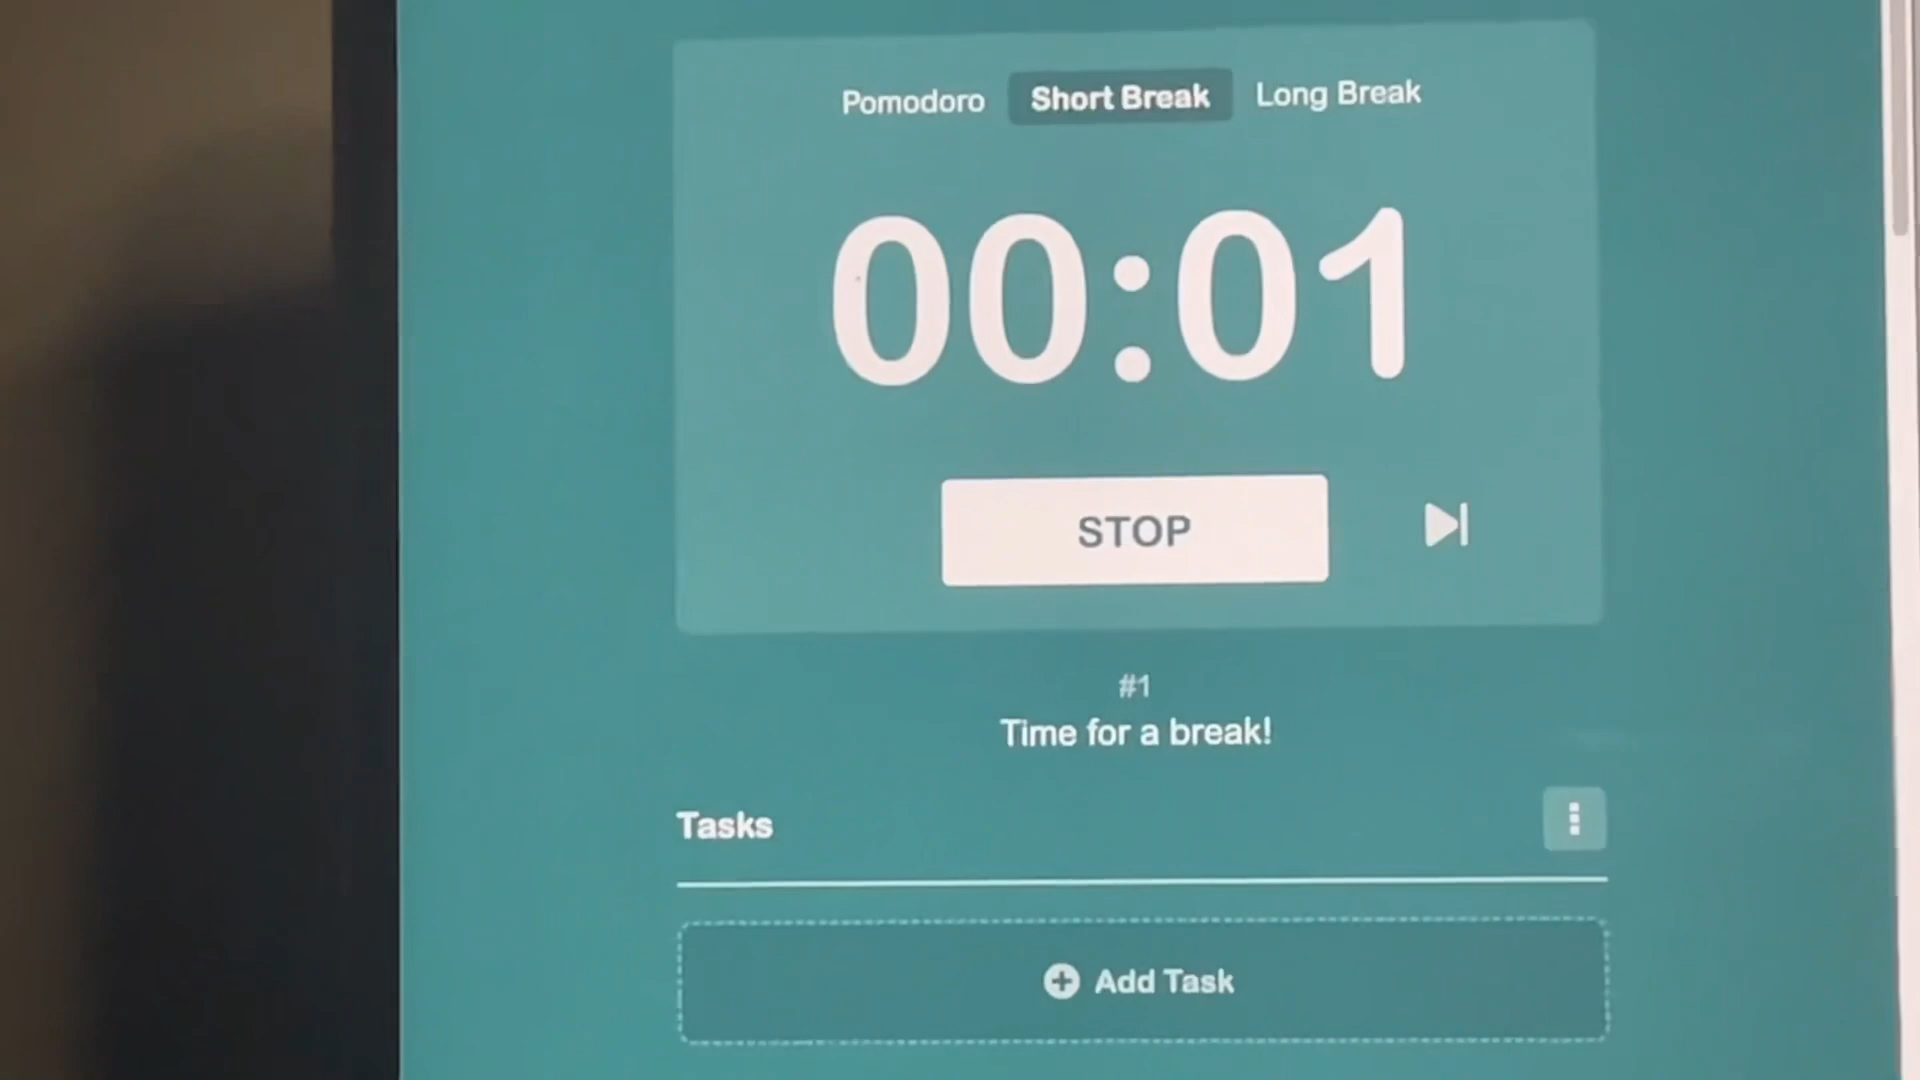 Pomodoro Short Break Long Break
00:01
STOP
#1
Time for a break!
Tasks
Add Task